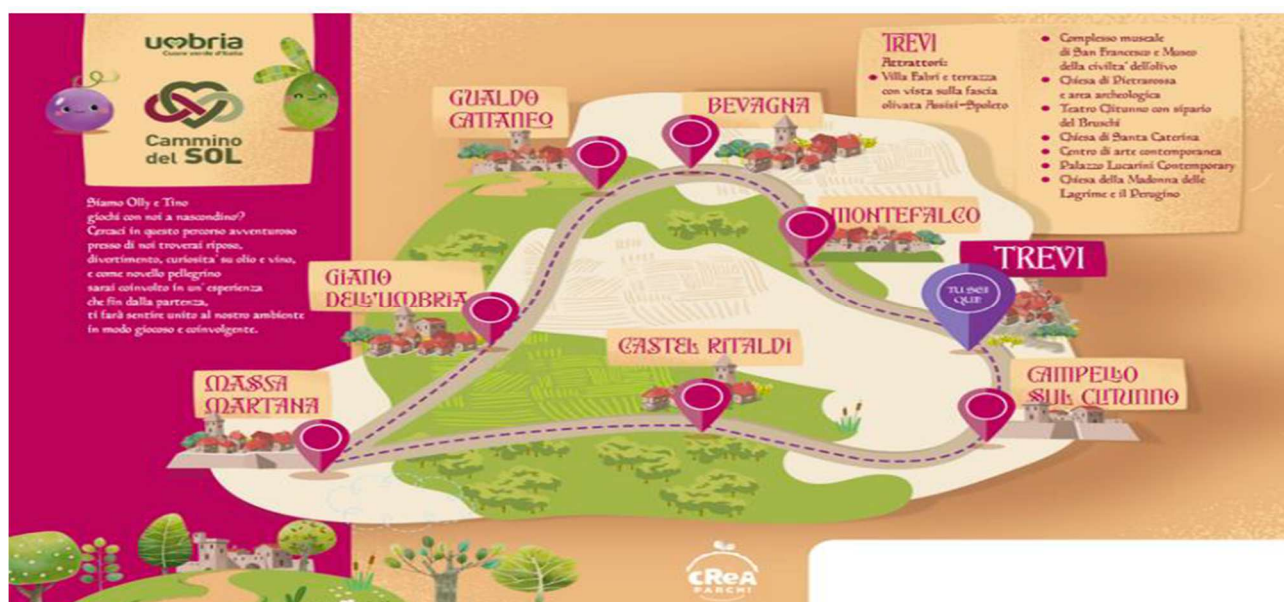 umbria
Cuore verde d'Italia
Cammino
del SOL
Siamo Olly e Tino
giochi con noi a nascondino?
Cercaci in questo percorso avventuroso
presso di noi troverai riposo,
divertimento, curiosita' su olio e vino,
e come novello pellegrino
sarai coinvolto in un' esperienza
che fin dalla partenza,
ti farà sentire unito al nostro ambiente
in modo giocoso e coinvolgente.
GUALDO
CATTANEO
BEVAGNA
MONTEFALCO
TREVI
TU SEI
QUI
GIANO
DELL'UMBRIA
CASTEL RITALDI
MASSA
MARTANA
CAMPELLO
SUL CLITUNNO
TREVI
Attrattori:
• Villa Fabri e terrazza
con vista sulla fascia
olivata Assisi-Spoleto
• Complesso museale
di San Francesco e Museo
della civilta' dell'olivo
• Chiesa di Pietrarossa
e area archeologica
• Teatro Clitunno con sipario
del Bruschi
• Chiesa di Santa Caterina
• Centro di arte contemporanea
• Palazzo Lucarini Contemporary
• Chiesa della Madonna delle
Lagrime e il Perugino
cReA
PARCHI